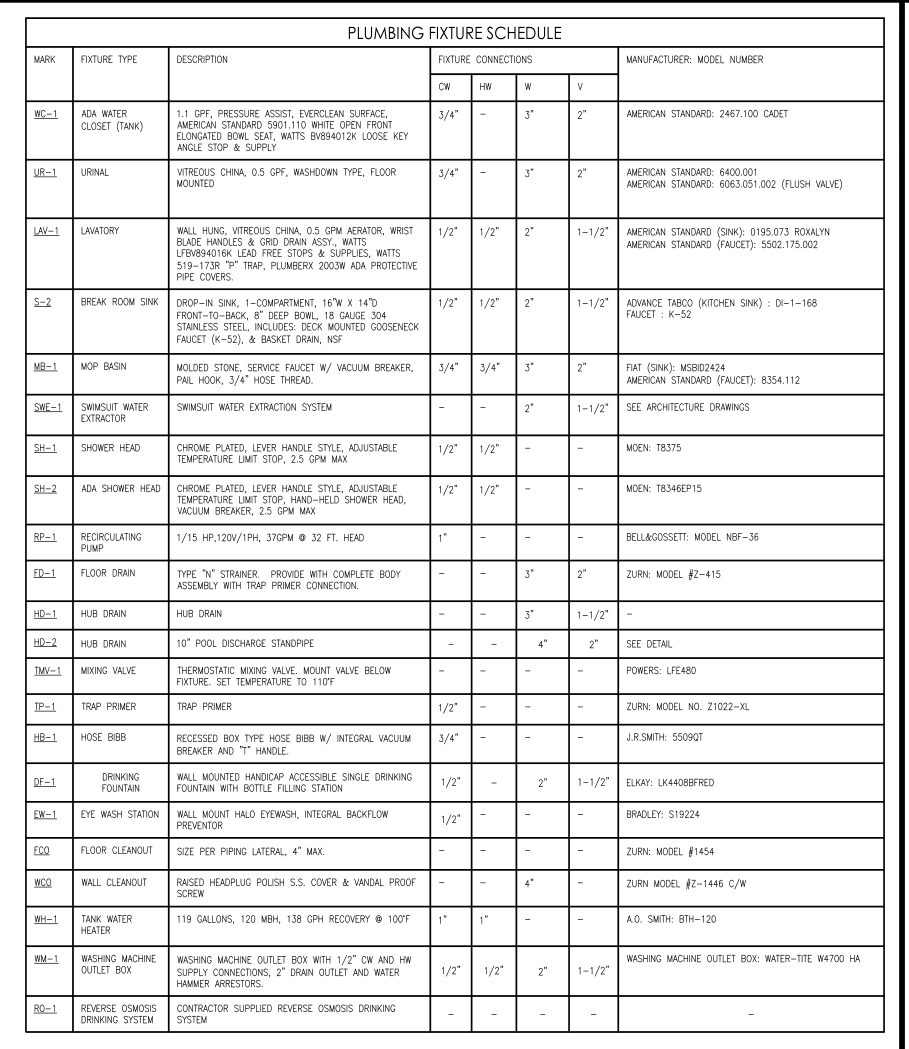 PLUMBING FIXTURE SCHEDULE
MARK FIXTURE TYPE DESCRIPTION FIXTURE CONNECTIONS MANUFACTURER: MODEL NUMBER
CW HW W V
WC-1 ADA WATER 1.1 GPF, PRESSURE ASSIST, EVERCLEAN SURFACE, 3/4" - 3" 2" AMERICAN STANDARD: 2467.100 CADET
CLOSET (TANK) AMERICAN STANDARD 5901.110 WHITE OPEN FRONT
ELONGATED BOWL SEAT, WATTS BV894012K LOOSE KEY
ANGLE STOP & SUPPLY
UR-1 URINAL VITREOUS CHINA, 0.5 GPF, WASHDOWN TYPE, FLOOR 3/4" - 3" 2" AMERICAN STANDARD: 6400.001
MOUNTED AMERICAN STANDARD: 6063.051.002 (FLUSH VALVE)
LAV-1 LAVATORY WALL HUNG, VITREOUS CHINA, 0.5 GPM AERATOR, WRIST 1/2" 1/2" 2" 1-1/2" AMERICAN STANDARD (SINK): 0195.073 ROXALYN
BLADE HANDLES & GRID DRAIN ASSY., WATTS AMERICAN STANDARD (FAUCET): 5502.175.002
LFBV894016K LEAD FREE STOPS & SUPPLIES, WATTS
519-173R "P" TRAP, PLUMBERX 2003W ADA PROTECTIVE
PIPE COVERS.
S-2 BREAK ROOM SINK DROP-IN SINK, 1-COMPARTMENT, 16"W X 14"D 1/2" 1/2" 2" 1-1/2" ADVANCE TABCO (KITCHEN SINK) : DI-1-168
FRONT-TO-BACK, 8" DEEP BOWL, 18 GAUGE 304 FAUCET : K-52
STAINLESS STEEL, INCLUDES: DECK MOUNTED GOOSENECK
FAUCET (K-52), & BASKET DRAIN, NSF
MB-1 MOP BASIN MOLDED STONE, SERVICE FAUCET W/ VACUUM BREAKER, 3/4" 3/4" 3" 2" FIAT (SINK): MSBID2424
PAIL HOOK, 3/4" HOSE THREAD. AMERICAN STANDARD (FAUCET): 8354.112
SWE-1 SWIMSUIT WATER SWIMSUIT WATER EXTRACTION SYSTEM - - 2" 1-1/2" SEE ARCHITECTURE DRAWINGS
EXTRACTOR
SH-1 SHOWER HEAD CHROME PLATED, LEVER HANDLE STYLE, ADJUSTABLE 1/2" 1/2" - - MOEN: T8375
TEMPERATURE LIMIT STOP, 2.5 GPM MAX
SH-2 ADA SHOWER HEAD CHROME PLATED, LEVER HANDLE STYLE, ADJUSTABLE 1/2" 1/2" - - MOEN: T8346EP15
TEMPERATURE LIMIT STOP, HAND-HELD SHOWER HEAD,
VACUUM BREAKER, 2.5 GPM MAX
RP-1 RECIRCULATING 1/15 HP,120V/1PH, 37GPM @ 32 FT. HEAD 1" - - - BELL&GOSSETT: MODEL NBF-36
PUMP
FD-1 FLOOR DRAIN TYPE "N" STRAINER. PROVIDE WITH COMPLETE BODY - - 3" 2" ZURN: MODEL #Z-415
ASSEMBLY WITH TRAP PRIMER CONNECTION.
HD-1 HUB DRAIN HUB DRAIN - - 3" 1-1/2" -
HD-2 HUB DRAIN 10" POOL DISCHARGE STANDPIPE - - 4" 2" SEE DETAIL
TMV-1 MIXING VALVE THERMOSTATIC MIXING VALVE. MOUNT VALVE BELOW - - - - POWERS: LFE480
FIXTURE. SET TEMPERATURE TO 110°F
TP-1 TRAP PRIMER TRAP PRIMER 1/2" - - - ZURN: MODEL NO. Z1022-XL
HB-1 HOSE BIBB RECESSED BOX TYPE HOSE BIBB W/ INTEGRAL VACUUM 3/4" - - - J.R.SMITH: 5509QT
BREAKER AND "T" HANDLE.
DF-1 DRINKING WALL MOUNTED HANDICAP ACCESSIBLE SINGLE DRINKING 1/2" - 2" 1-1/2" ELKAY: LK4408BFRED
FOUNTAIN FOUNTAIN WITH BOTTLE FILLING STATION
EW-1 EYE WASH STATION WALL MOUNT HALO EYEWASH, INTEGRAL BACKFLOW 1/2" - - - BRADLEY: S19224
PREVENTOR
FCO FLOOR CLEANOUT SIZE PER PIPING LATERAL, 4" MAX. - - - - ZURN: MODEL #1454
WCO WALL CLEANOUT RAISED HEADPLUG POLISH S.S. COVER & VANDAL PROOF - - 4" - ZURN MODEL #Z-1446 C/W
SCREW
WH-1 TANK WATER 119 GALLONS, 120 MBH, 138 GPH RECOVERY @ 100°F 1" 1" - - A.O. SMITH: BTH-120
HEATER
WM-1 WASHING MACHINE WASHING MACHINE OUTLET BOX WITH 1/2" CW AND HW 1/2" 1/2" 2" 1-1/2" WASHING MACHINE OUTLET BOX: WATER-TITE W4700 HA
OUTLET BOX SUPPLY CONNECTIONS, 2" DRAIN OUTLET AND WATER
HAMMER ARRESTORS.
RO-1 REVERSE OSMOSIS CONTRACTOR SUPPLIED REVERSE OSMOSIS DRINKING - - - - -
DRINKING SYSTEM SYSTEM